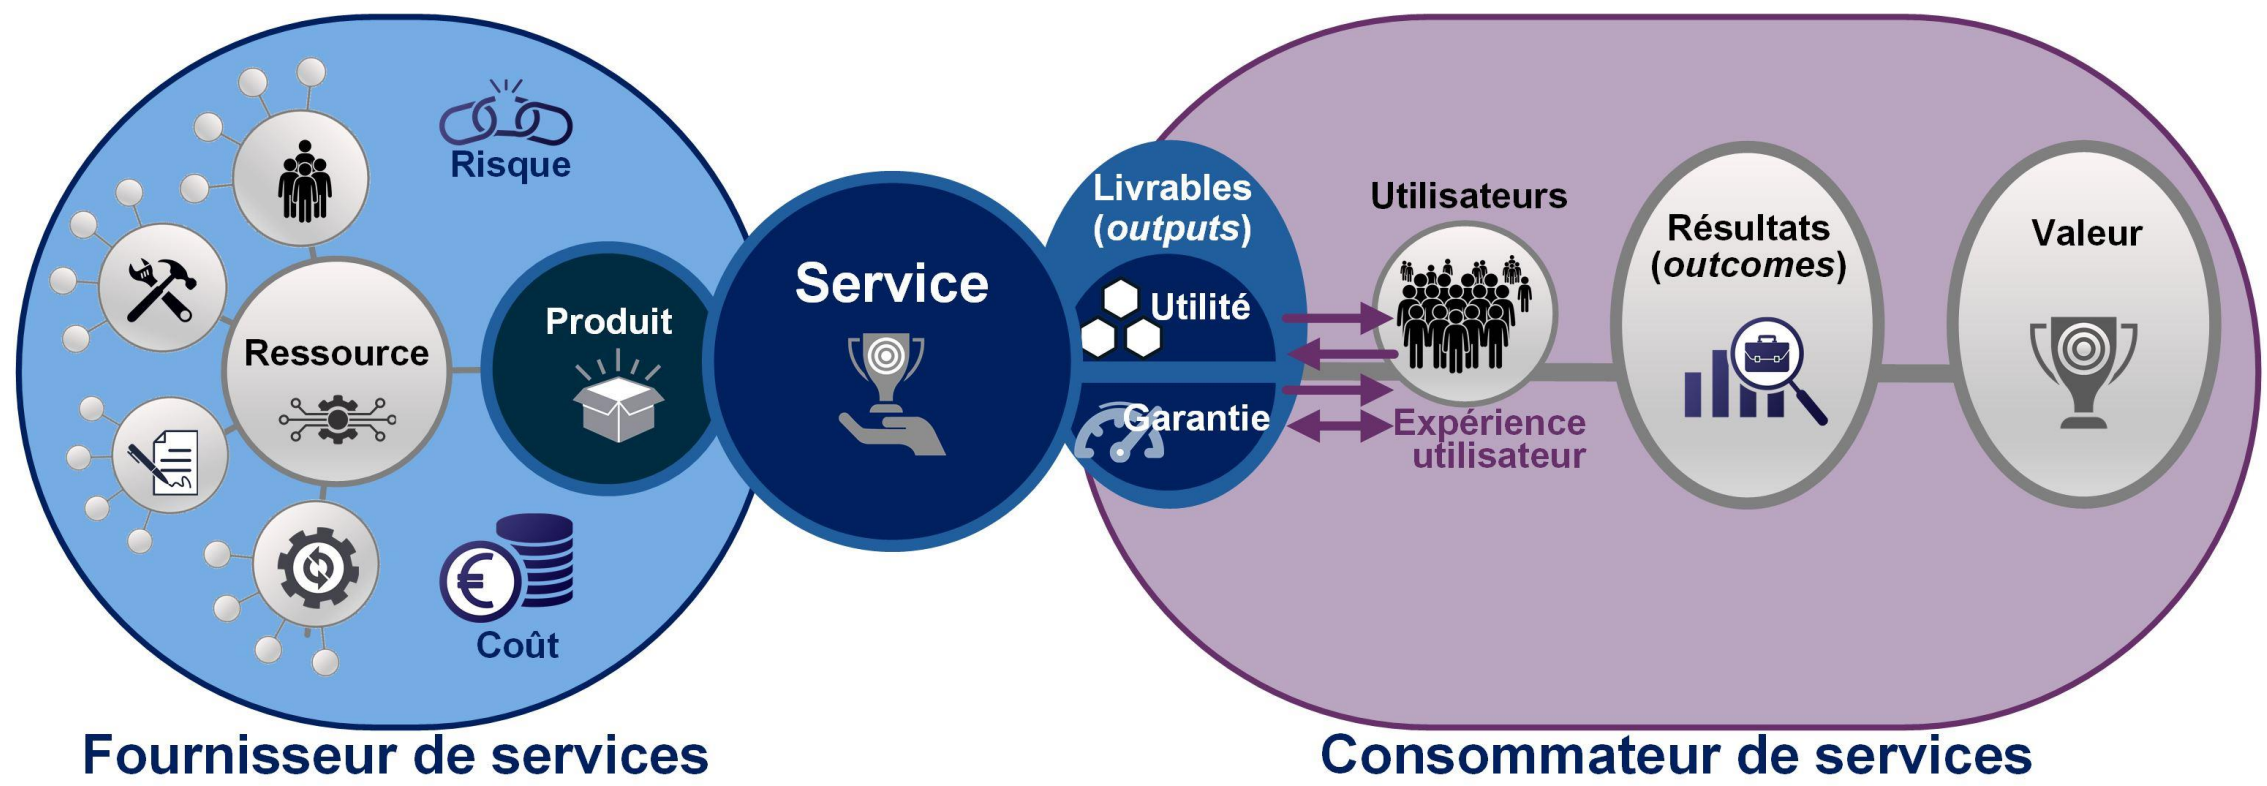 Risque
Ressource
Produit
Coût
Service
Livrables
(outputs)
Utilité
Garantie
Utilisateurs
Expérience
utilisateur
Résultats
(outcomes)
Valeur
Fournisseur de services
Consommateur de services